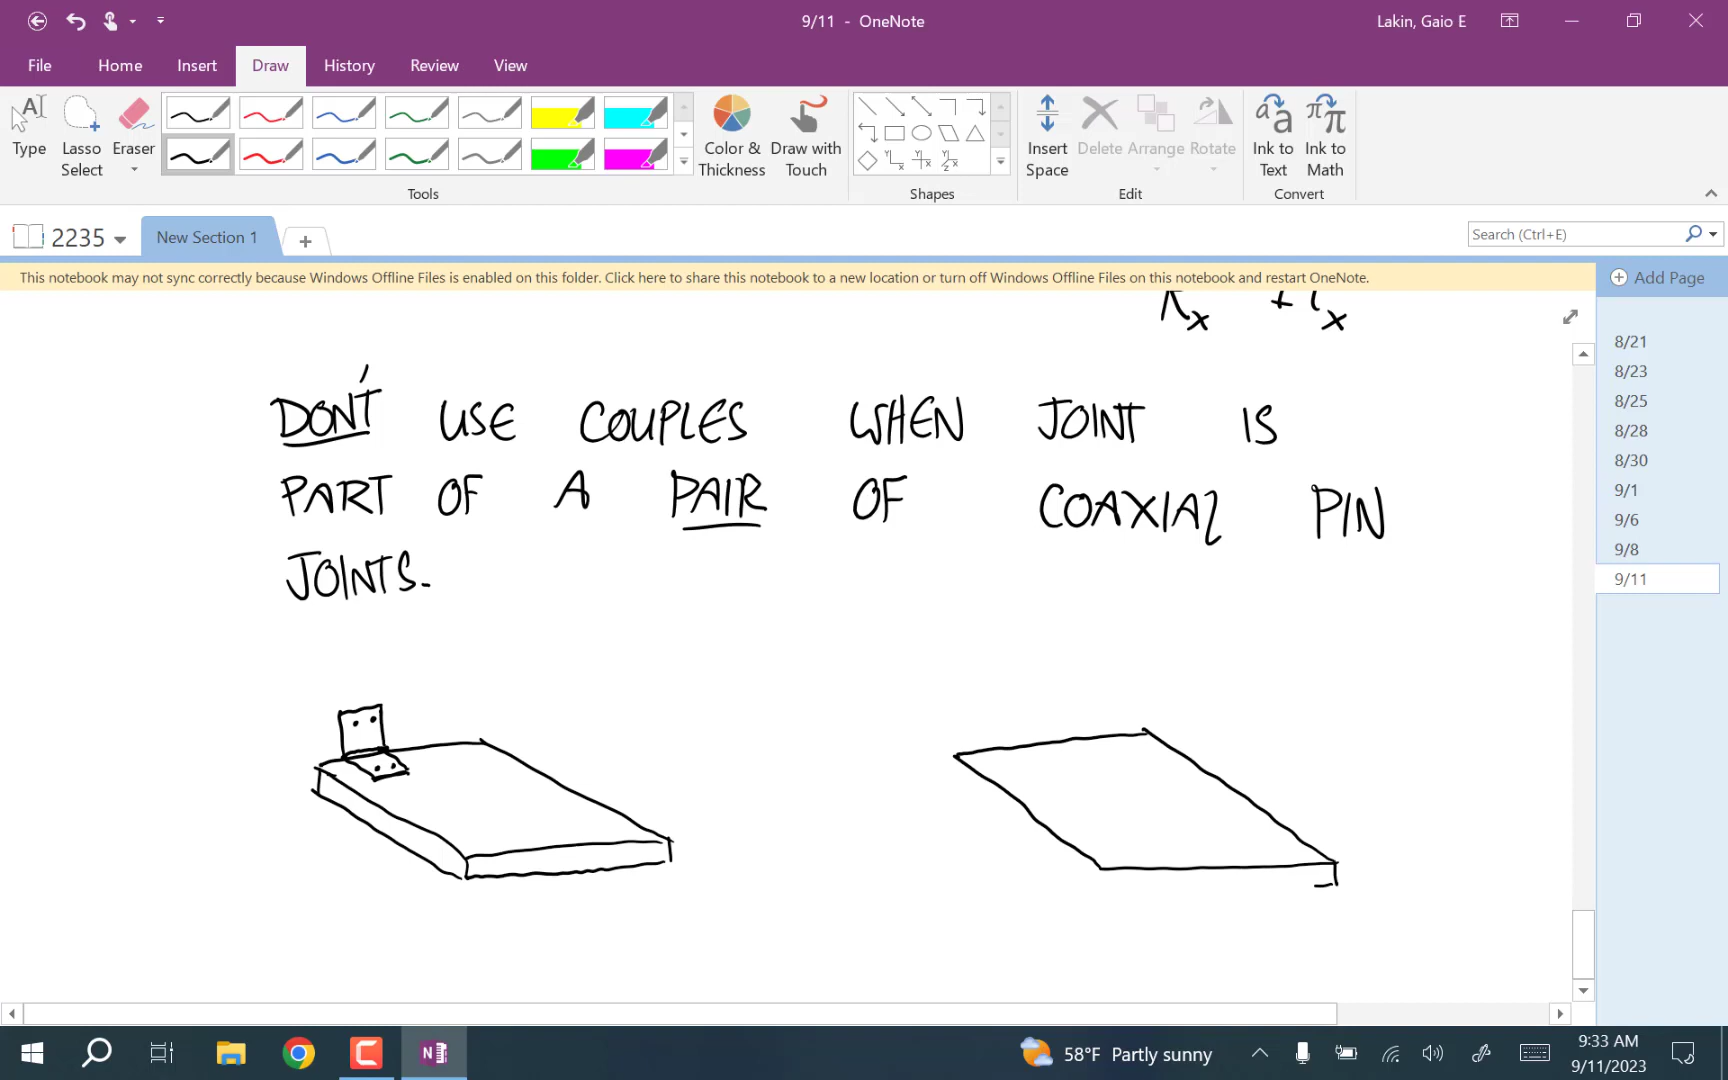 9/11 - OneNote
Lakin, Gaio E
File Home Insert Draw History Review View
Type
Lasso Select
Eraser
Color & Thickness
Draw with Touch
Insert Space
Delete
Arrange
Rotate
Ink to Text
Ink to Math
Tools
Shapes
Edit
Convert
2235
New Section 1
Search (Ctrl+E)
This notebook may not sync correctly because Windows Offline Files is enabled on this folder. Click here to share this notebook to a new location or turn off Windows Offline Files on this notebook and restart OneNote.
Add Page
8/21
8/23
8/25
8/28
8/30
9/1
9/6
9/8
9/11
DON'T USE COUPLES WHEN JOINT IS
PART OF A PAIR OF COAXIAL PIN
JOINTS.
58°F Partly sunny
9:33 AM
9/11/2023